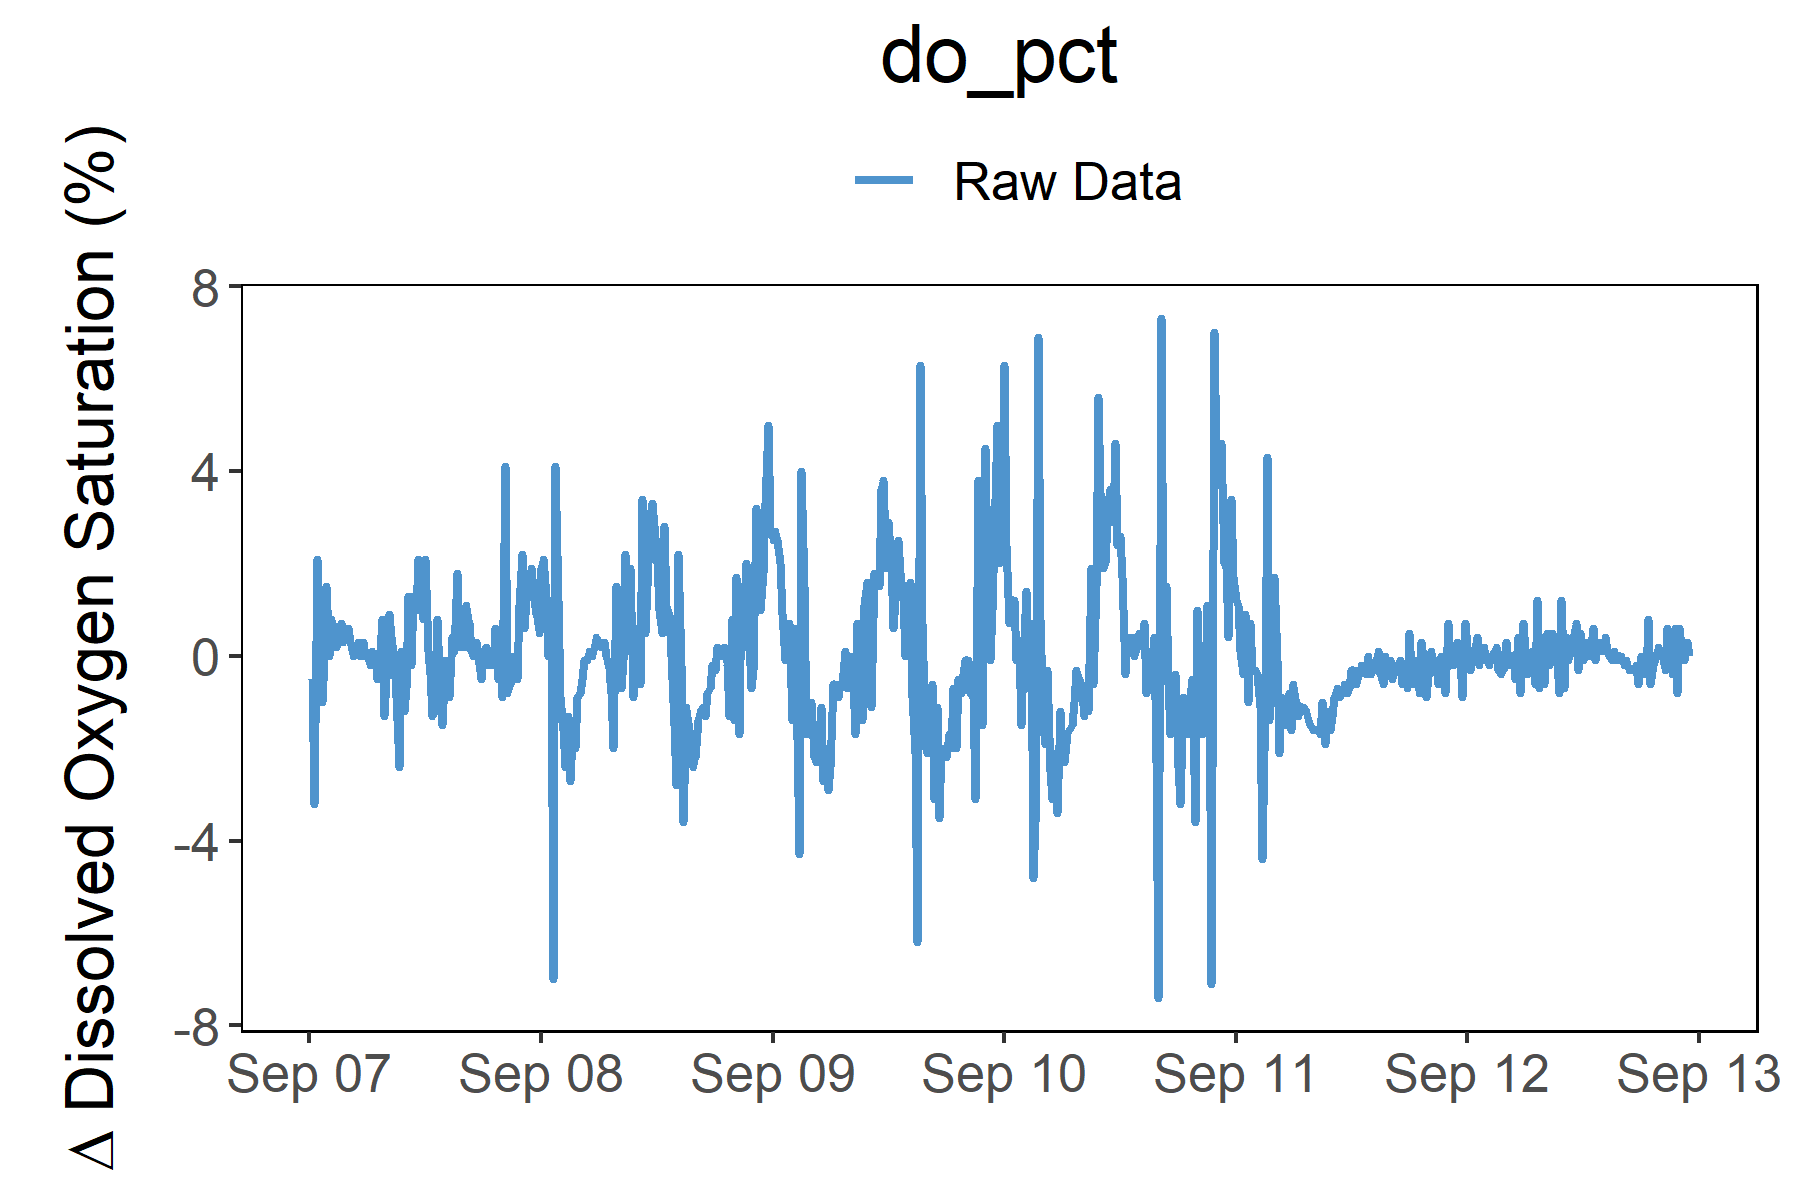 do_pct
Raw Data
Δ Dissolved Oxygen Saturation (%)
8
4
0
-4
-8
Sep 07 Sep 08 Sep 09 Sep 10 Sep 11 Sep 12 Sep 13